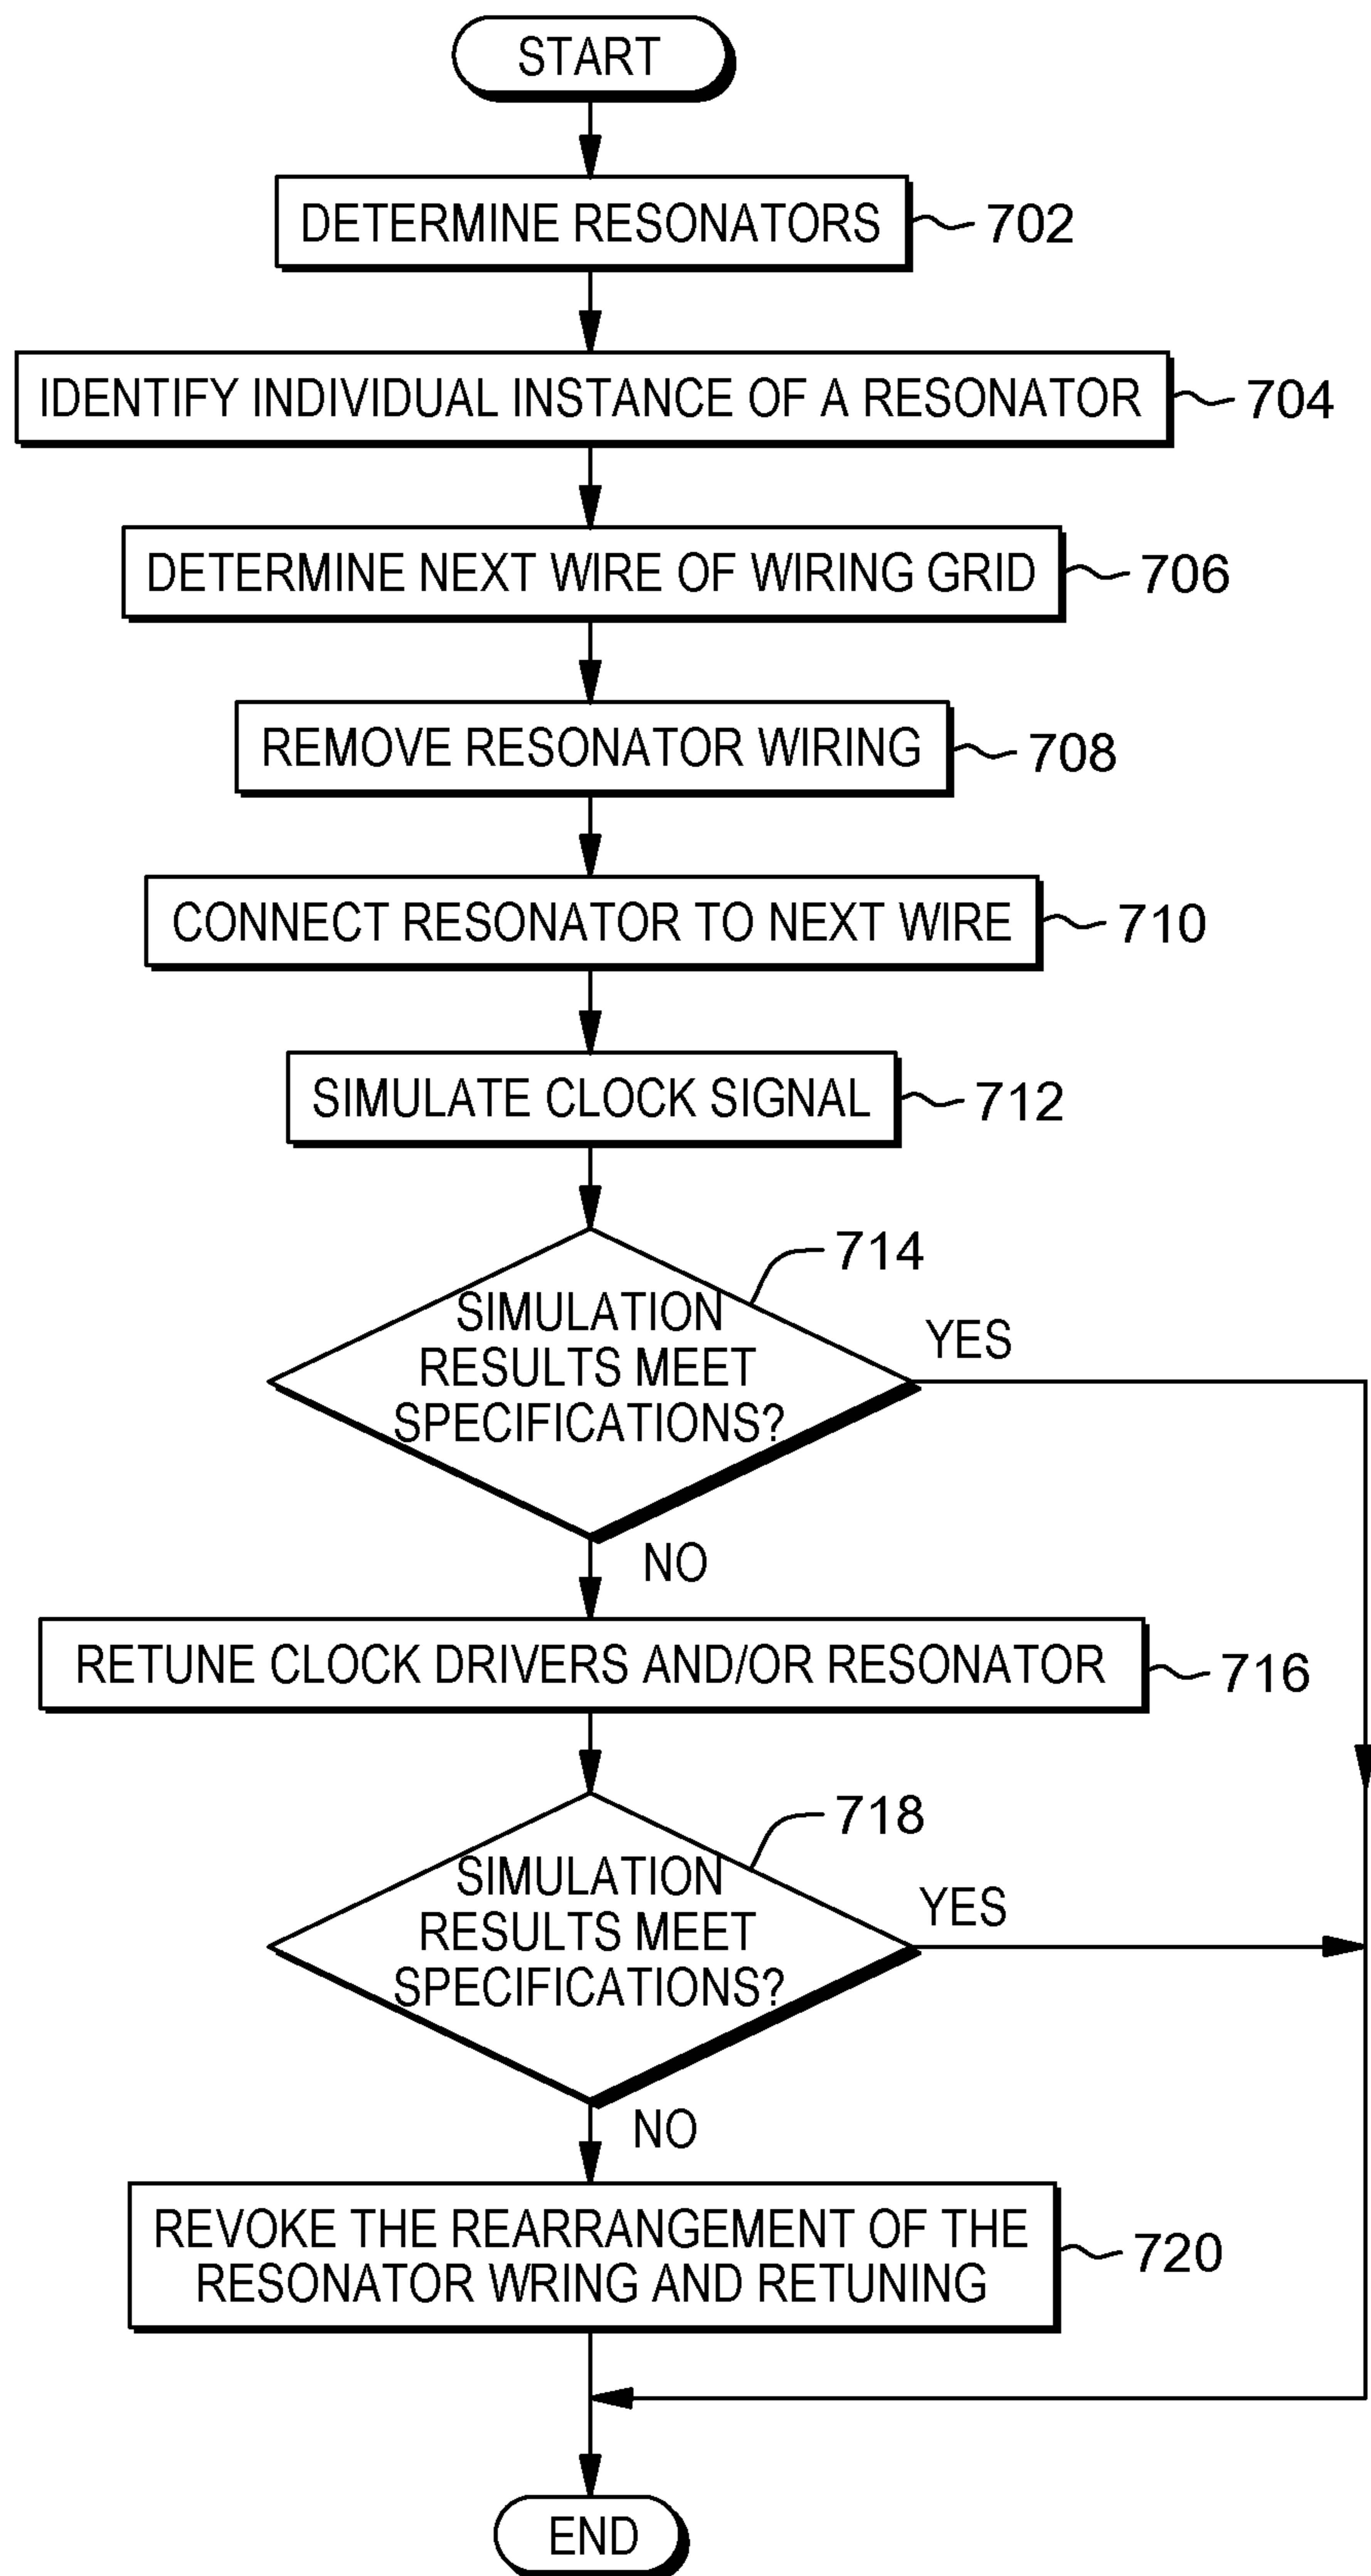 START
DETERMINE RESONATORS
702
IDENTIFY INDIVIDUAL INSTANCE OF A RESONATOR
704
DETERMINE NEXT WIRE OF WIRING GRID
706
REMOVE RESONATOR WIRING
708
CONNECT RESONATOR TO NEXT WIRE
710
SIMULATE CLOCK SIGNAL
712
714
SIMULATION
RESULTS MEET
SPECIFICATIONS?
YES
NO
RETUNE CLOCK DRIVERS AND/OR RESONATOR
716
718
SIMULATION
RESULTS MEET
SPECIFICATIONS?
YES
NO
REVOKE THE REARRANGEMENT OF THE
RESONATOR WRING AND RETUNING
720
END